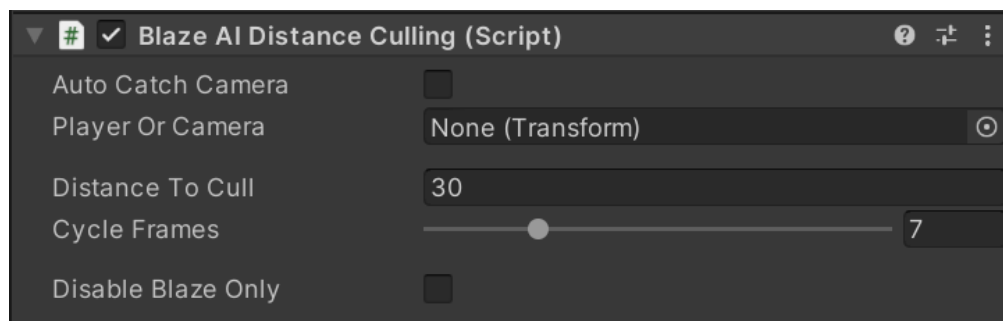 # Blaze AI Distance Culling (Script)
Auto Catch Camera
Player Or Camera None (Transform)
Distance To Cull 30
Cycle Frames 7
Disable Blaze Only